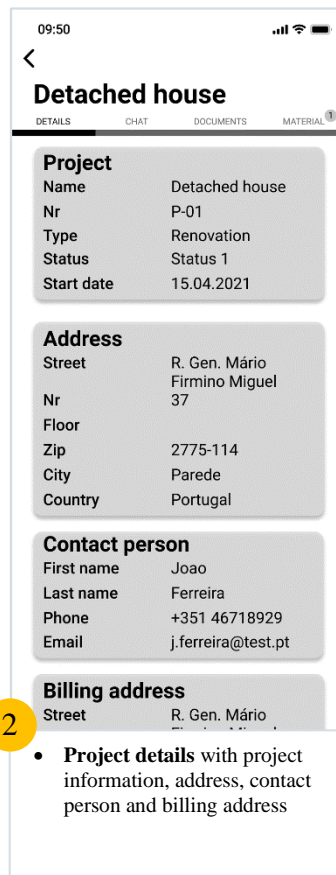 09:50
Detached house
DETAILS CHAT DOCUMENTS MATERIAL 1
Project
Name Detached house
Nr P-01
Type Renovation
Status Status 1
Start date 15.04.2021
Address
Street R. Gen. Mário
Firmino Miguel
Nr 37
Floor
Zip 2775-114
City Parede
Country Portugal
Contact person
First name Joao
Last name Ferreira
Phone +351 46718929
Email j.ferreira@test.pt
Billing address
Street R. Gen. Mário
2
• Project details with project
information, address, contact
person and billing address